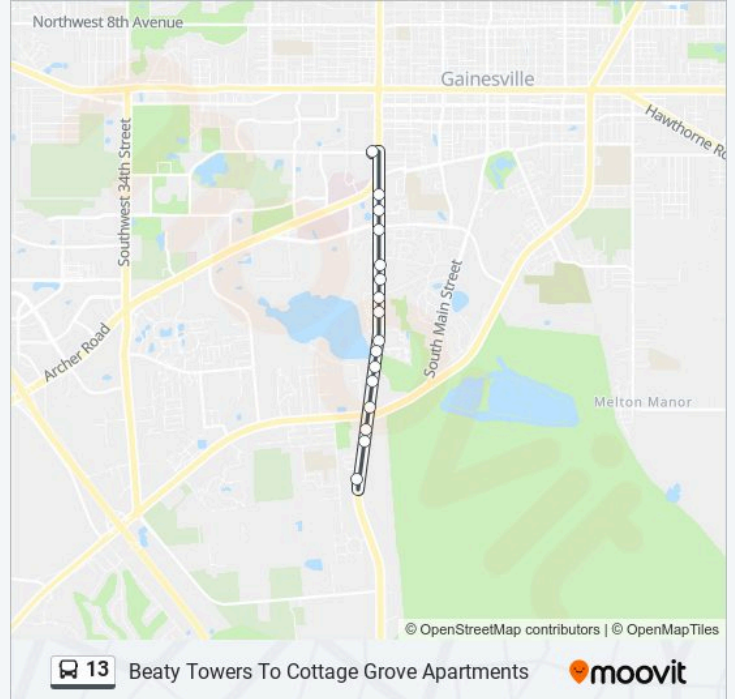 Northwest 8th Avenue
Gainesville
Hawthorne Ro
Southwest 34th Street
South Main Street
Archer Road
Melton Manor
© OpenStreetMap contributors | © OpenMapTiles
13 Beaty Towers To Cottage Grove Apartments moovit